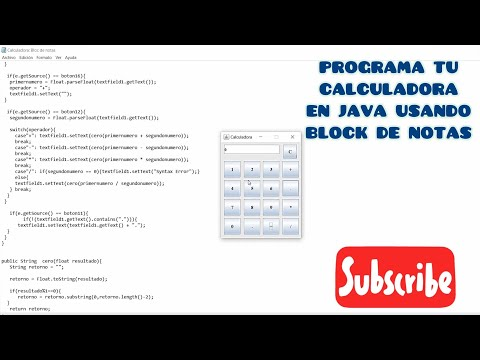 Calculadora: Bloc de notas
Archivo Edición Formato Ver Ayuda
}
if(e.getSource() == boton16){
primernumero = Float.parseFloat(textfield1.getText());
operador = "+";
textfield1.setText("");
}
if(e.getSource() == boton12){
segundonumero = Float.parseFloat(textfield1.getText());
switch(operador){
case"+": textfield1.setText(cero(primernumero + segundonumero));
break;
case"-": textfield1.setText(cero(primernumero - segundonumero));
break;
case"*": textfield1.setText(cero(primernumero * segundonumero));
break;
case"/": if(segundonumero == 0){textfield1.setText("Syntax Error");}
else{
textfield1.setText(cero(primernumero / segundonumero));
} break;
}
}
if(e.getSource() == boton11){
if(!(textfield1.getText().contains("."))){
textfield1.setText(textfield1.getText() + ".");
}
}
}
public String cero(float resultado){
String retorno = "";
retorno = Float.toString(resultado);
if(resultado%1==0){
retorno = retorno.substring(0,retorno.length()-2);
}
return retorno;
Calculadora
C
1 2 3 +
4 5 6
7 8 9 *
0 . = /
PROGRAMA TU
CALCULADORA
EN JAVA USANDO
BLOCK DE NOTAS
Subscribe